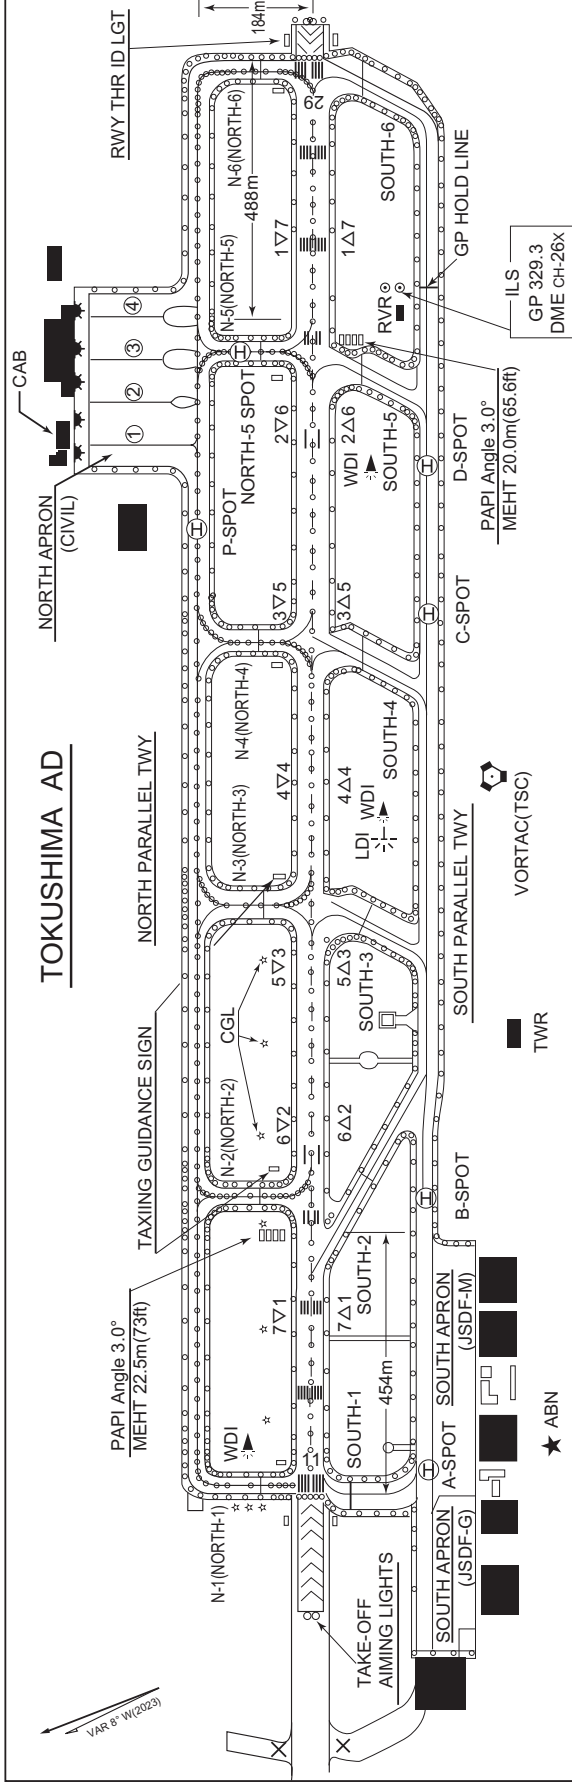 TOKUSHIMA AD
VAR 8° W(2023)
PAPI Angle 3.0°
MEHT 22.5m(73ft)
TAXIING GUIDANCE SIGN
NORTH PARALLEL TWY
NORTH APRON
(CIVIL)
CAB
RWY THR ID LGT
184m
1
2
3
4
N-1(NORTH-1)
WDI
N-2(NORTH-2)
CGL
N-3(NORTH-3)
N-4(NORTH-4)
P-SPOT
NORTH-5 SPOT
H
H
N-5(NORTH-5)
N-6(NORTH-6)
488m
7▽1
6▽2
5▽3
4▽4
3▽5
2▽6
1▽7
11
29
7△1
6△2
5△3
4△4
3△5
2△6
1△7
TAKE-OFF
AIMING LIGHTS
SOUTH-1
454m
SOUTH-2
SOUTH-3
LDI
WDI
SOUTH-4
WDI
SOUTH-5
RVR
SOUTH-6
H
H
H
H
SOUTH APRON
(JSDF-G)
A-SPOT
SOUTH APRON
(JSDF-M)
B-SPOT
SOUTH PARALLEL TWY
C-SPOT
D-SPOT
GP HOLD LINE
PAPI Angle 3.0°
MEHT 20.0m(65.6ft)
ILS
GP 329.3
DME CH-26x
ABN
TWR
VORTAC(TSC)